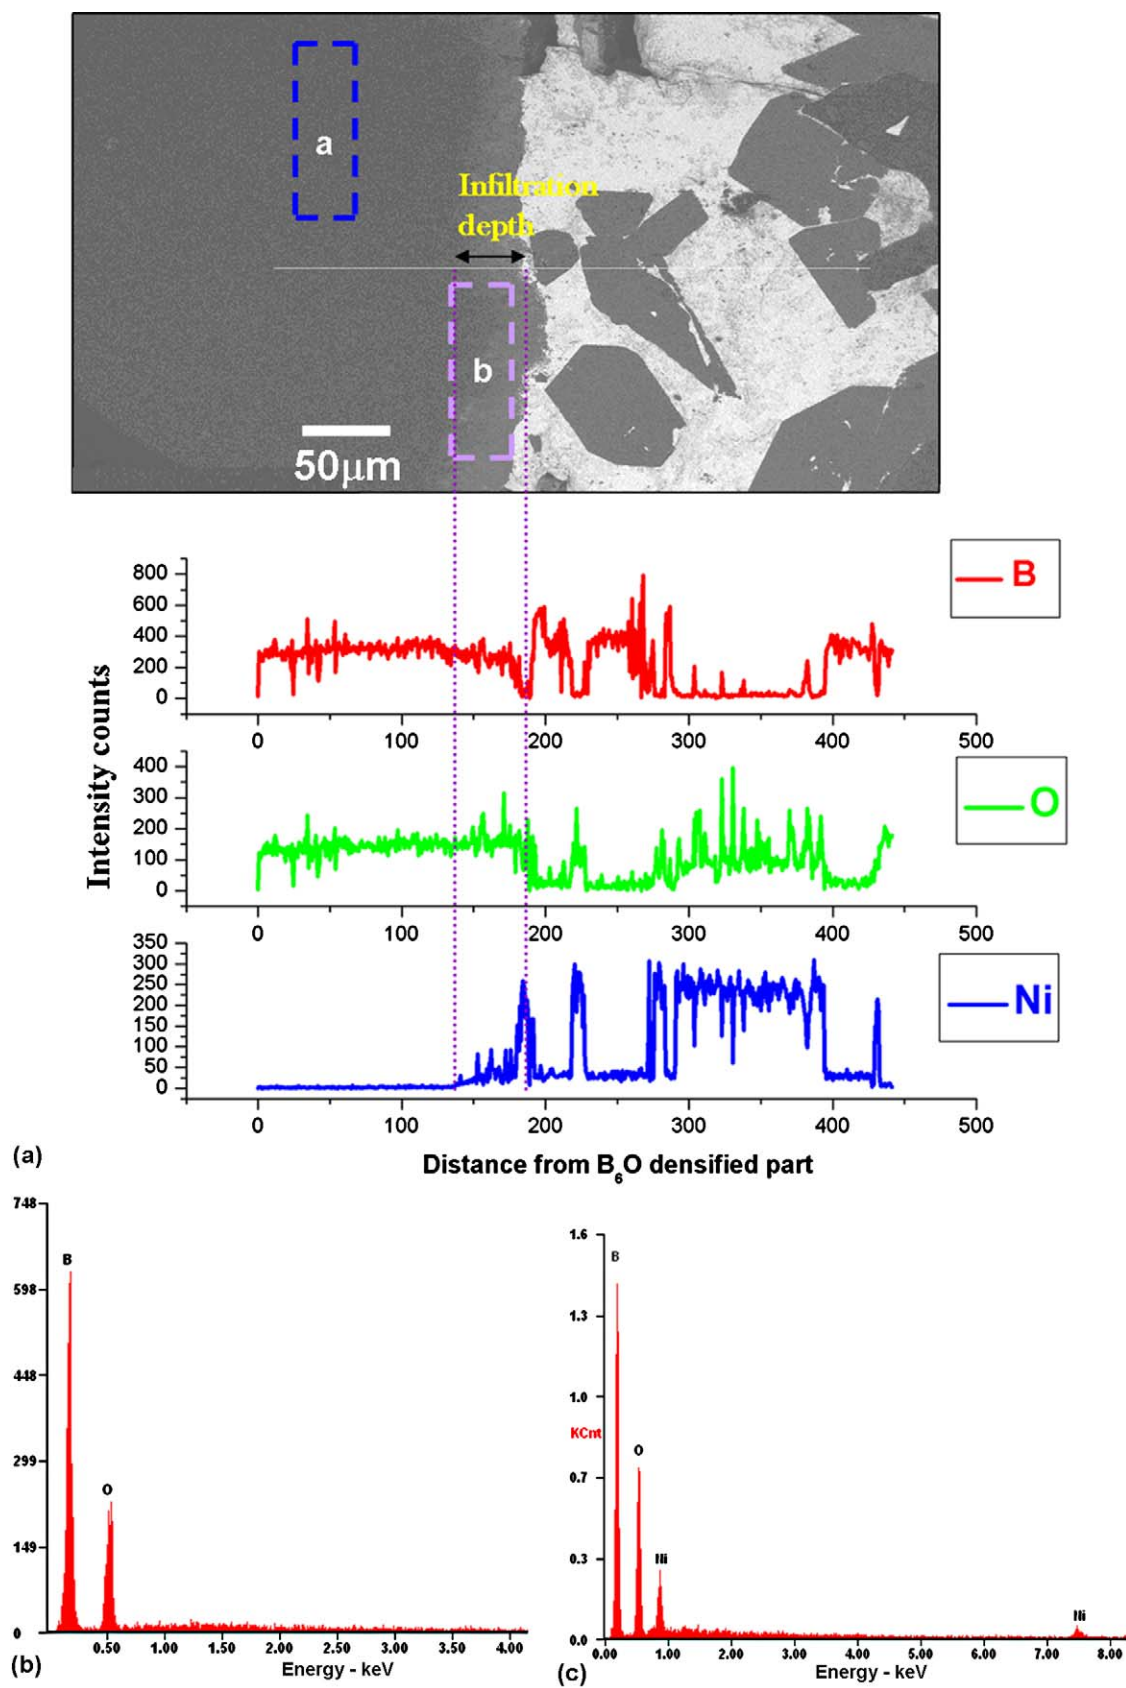 a
Infiltration
depth
b
50μm
800
600
400
200
0
B
0 100 200 300 400 500
Intensity counts
400
300
200
100
0
O
0 100 200 300 400 500
350
300
250
200
150
100
50
0
Ni
0 100 200 300 400 500
(a)
Distance from B₆O densified part
748
598
448
299
149
0
B
O
0.50 1.00 1.50 2.00 2.50 3.00 3.50 4.00
Energy - keV
(b)
1.6
1.3
1.0
KCnt
0.7
0.3
0.0
B
O
Ni
Ni
0.00 1.00 2.00 3.00 4.00 5.00 6.00 7.00 8.00
Energy - keV
(c)